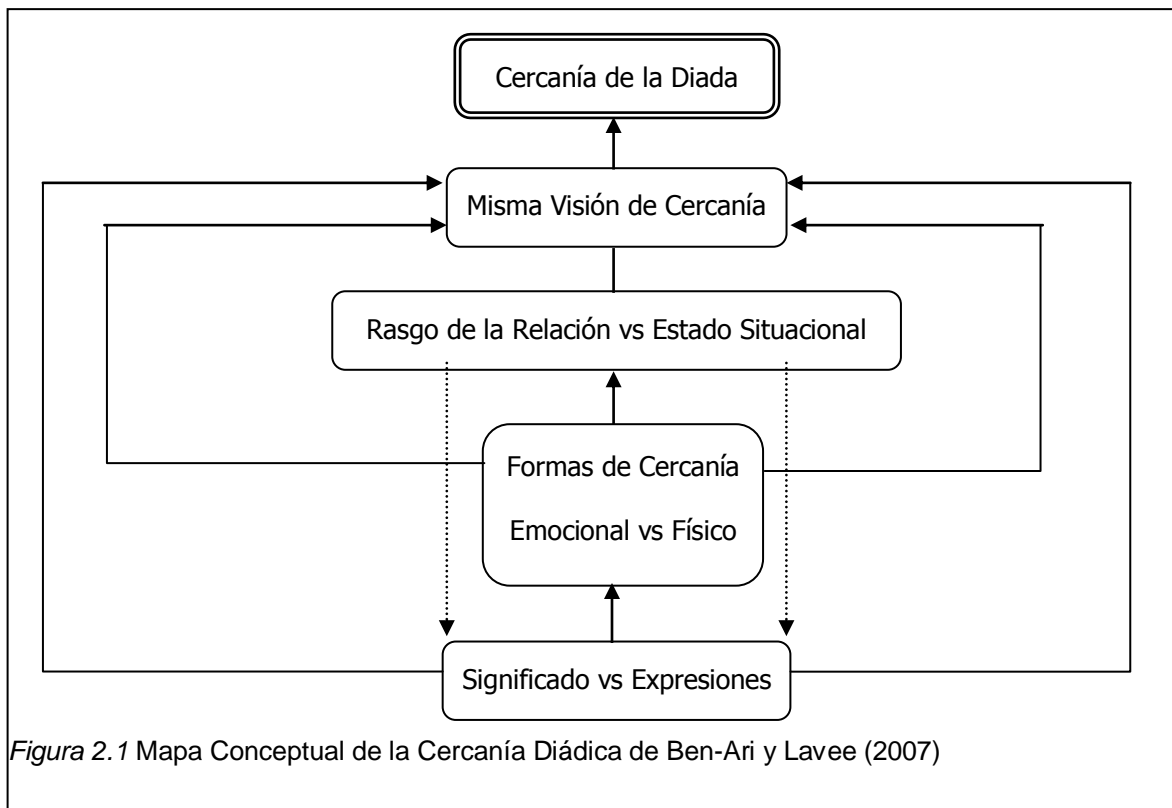 Cercanía de la Diada
Misma Visión de Cercanía
Rasgo de la Relación vs Estado Situacional
Formas de Cercanía
Emocional vs Físico
Significado vs Expresiones
Figura 2.1 Mapa Conceptual de la Cercanía Diádica de Ben-Ari y Lavee (2007)